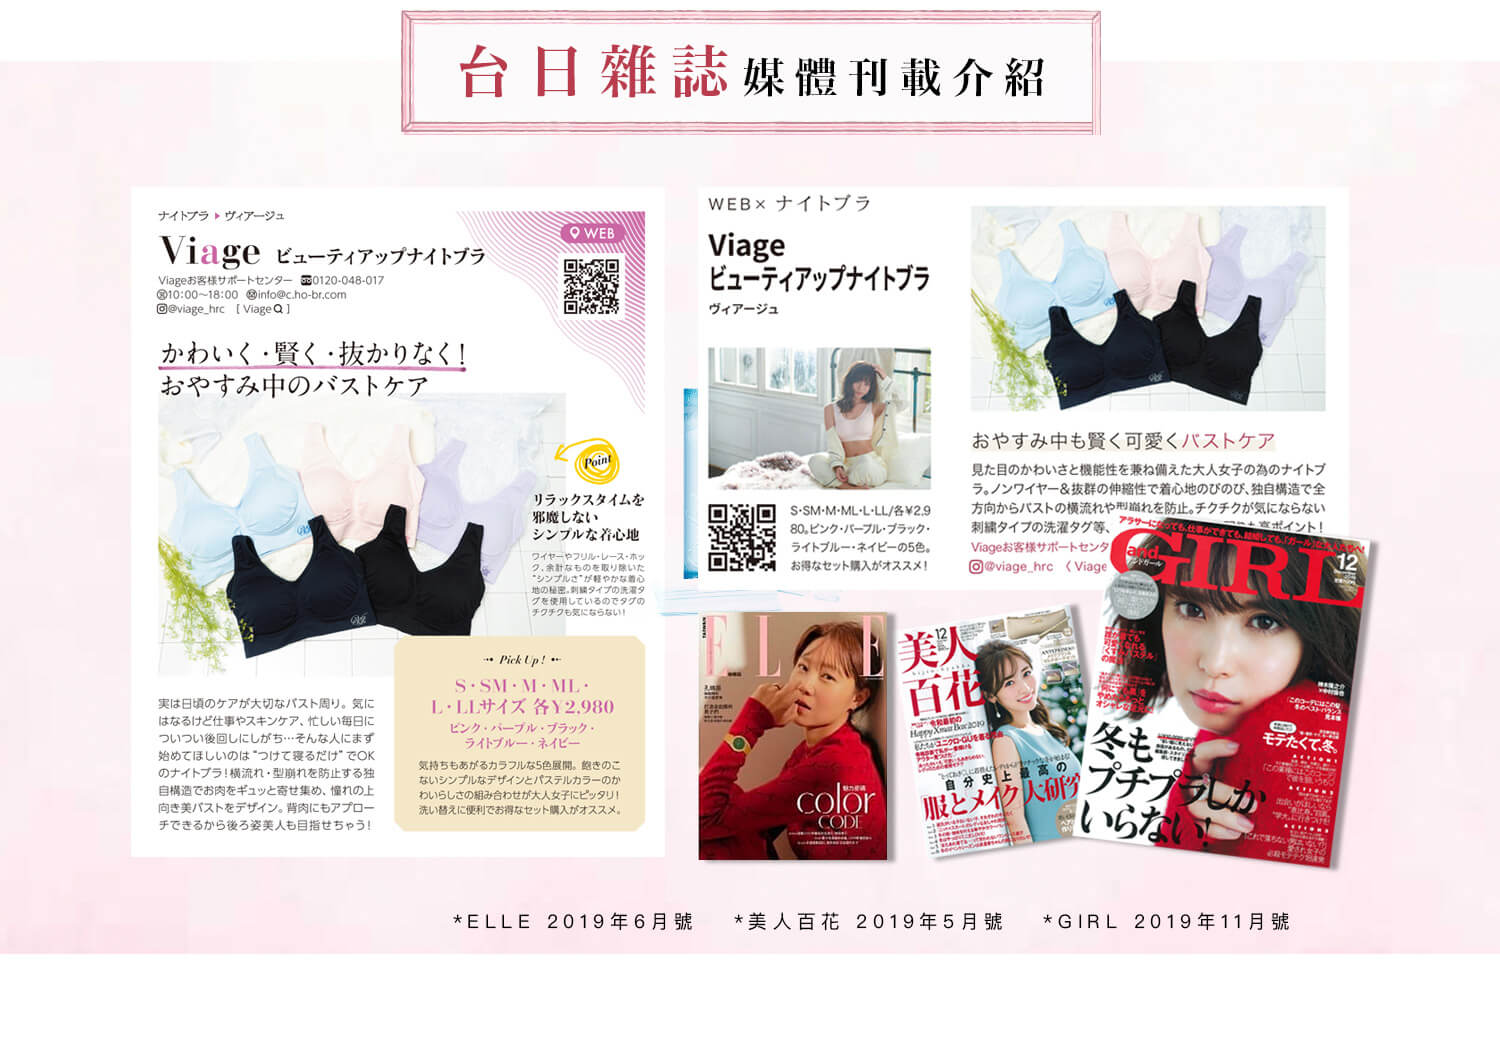 台日雜誌媒體刊載介紹
ナイトブラ ▶ ヴィアージュ
Viage ビューティアップナイトブラ
WEB
Viageお客様サポートセンター 0120-048-017
10:00〜18:00 info@c.ho-br.com
@viage_hrc [ Viage ]
かわいく・賢く・抜かりなく!
おやすみ中のバストケア
Point
リラックスタイムを
邪魔しない
シンプルな着心地
ワイヤーやフリル・レース・ホッ
ク、余計なものを取り除いた
“シンプルさ”が軽やかな着心
地の秘密。刺繍タイプの洗濯タ
グを使用しているのでタグの
チクチクも気にならない!
Pick Up!
S・SM・M・ML・
L・LLサイズ 各¥2,980
ピンク・パープル・ブラック・
ライトブルー・ネイビー
気持ちもあがるカラフルな5色展開。飽きのこ
ないシンプルなデザインとパステルカラーのか
わいらしさの組み合わせが大人女子にピッタリ!
洗い替えに便利でお得なセット購入がオススメ。
実は日頃のケアが大切なバスト周り。気に
はなるけど仕事やスキンケア、忙しい毎日に
ついつい後回しにしがち…そんな人にまず
始めてほしいのは“つけて寝るだけ”でOK
のナイトブラ!横流れ・型崩れを防止する独
自構造でお肉をギュッと寄せ集め、憧れの上
向き美バストをデザイン。背肉にもアプロー
チできるから後ろ姿美人も目指せちゃう!
WEB× ナイトブラ
Viage
ビューティアップナイトブラ
ヴィアージュ
S・SM・M・ML・L・LL/各¥2,9
80。ピンク・パープル・ブラック・
ライトブルー・ネイビーの5色。
お得なセット購入がオススメ!
おやすみ中も賢く可愛くバストケア
見た目のかわいさと機能性を兼ね備えた大人女子の為のナイトブ
ラ。ノンワイヤー&抜群の伸縮性で着心地のびのび、独自構造で全
方向からバストの横流れや型崩れを防止。チクチクが気にならない
刺繍タイプの洗濯タグ等、
Viageお客様サポートセンタ
@viage_hrc 〈 Viage
ELLE
TAIWAN
孔曉振
魅力密碼
color
CODE
12
美人
百花
令和最初の
Happy Xmas Box 2019
ユニクロ・GUを着る理由
自分史上最高の
「服とメイク」大研究
and GIRL
12
冬も
プチプラしか
いらない!
モテたくて、冬。
*ELLE 2019年6月號 *美人百花 2019年5月號 *GIRL 2019年11月號